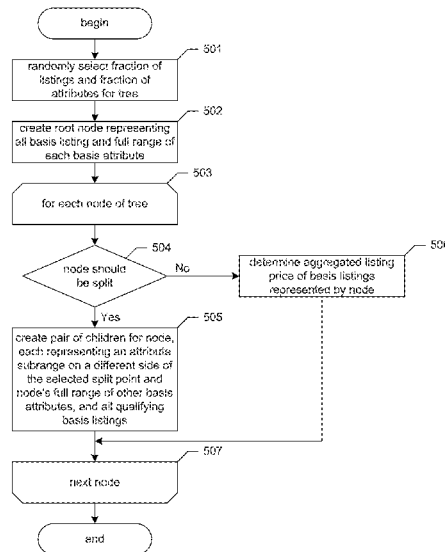 begin
501
randomly select fraction of
listings and fraction of
attributes for tree
502
create root node representing
all basis listing and full range of
each basis attribute
503
for each node of tree
504
node should
be split
No
506
determine aggregated listing
price of basis listings
represented by node
Yes
505
create pair of children for node,
each representing an attribute
subrange on a different side of
the selected split point and
node's full range of other basis
attributes, and all qualifying
basis listings
507
next node
end